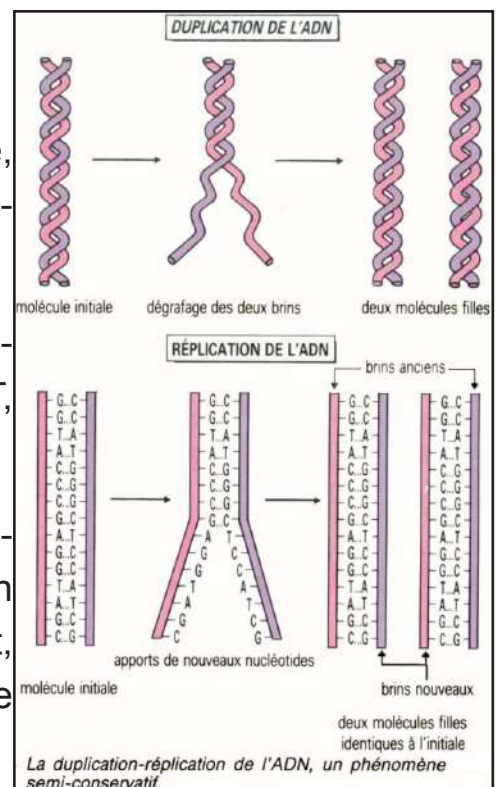 DUPLICATION DE L'ADN
molécule initiale
dégrafage des deux brins
deux molécules filles
RÉPLICATION DE L'ADN
brins anciens
G...C G...C G...C G...C
G...C G...C G...C G...C
T...A T...A T...A T...A
A...T A...T A...T A...T
C...G C...G C...G C...G
C...G C...G C...G C...G
C...G C...G C...G C...G
G...C G...C G...C G...C
A...T A T A...T A...T
G...C G C G...C G...C
G...C G C G...C G...C
T...A T A T...A T...A
A...T A T A...T A...T
G...C G C G...C G...C
C...G C G C...G C...G
apports de nouveaux nucléotides
molécule initiale
brins nouveaux
deux molécules filles
identiques à l'initiale
La duplication-réplication de l'ADN, un phénomène
semi-conservatif.